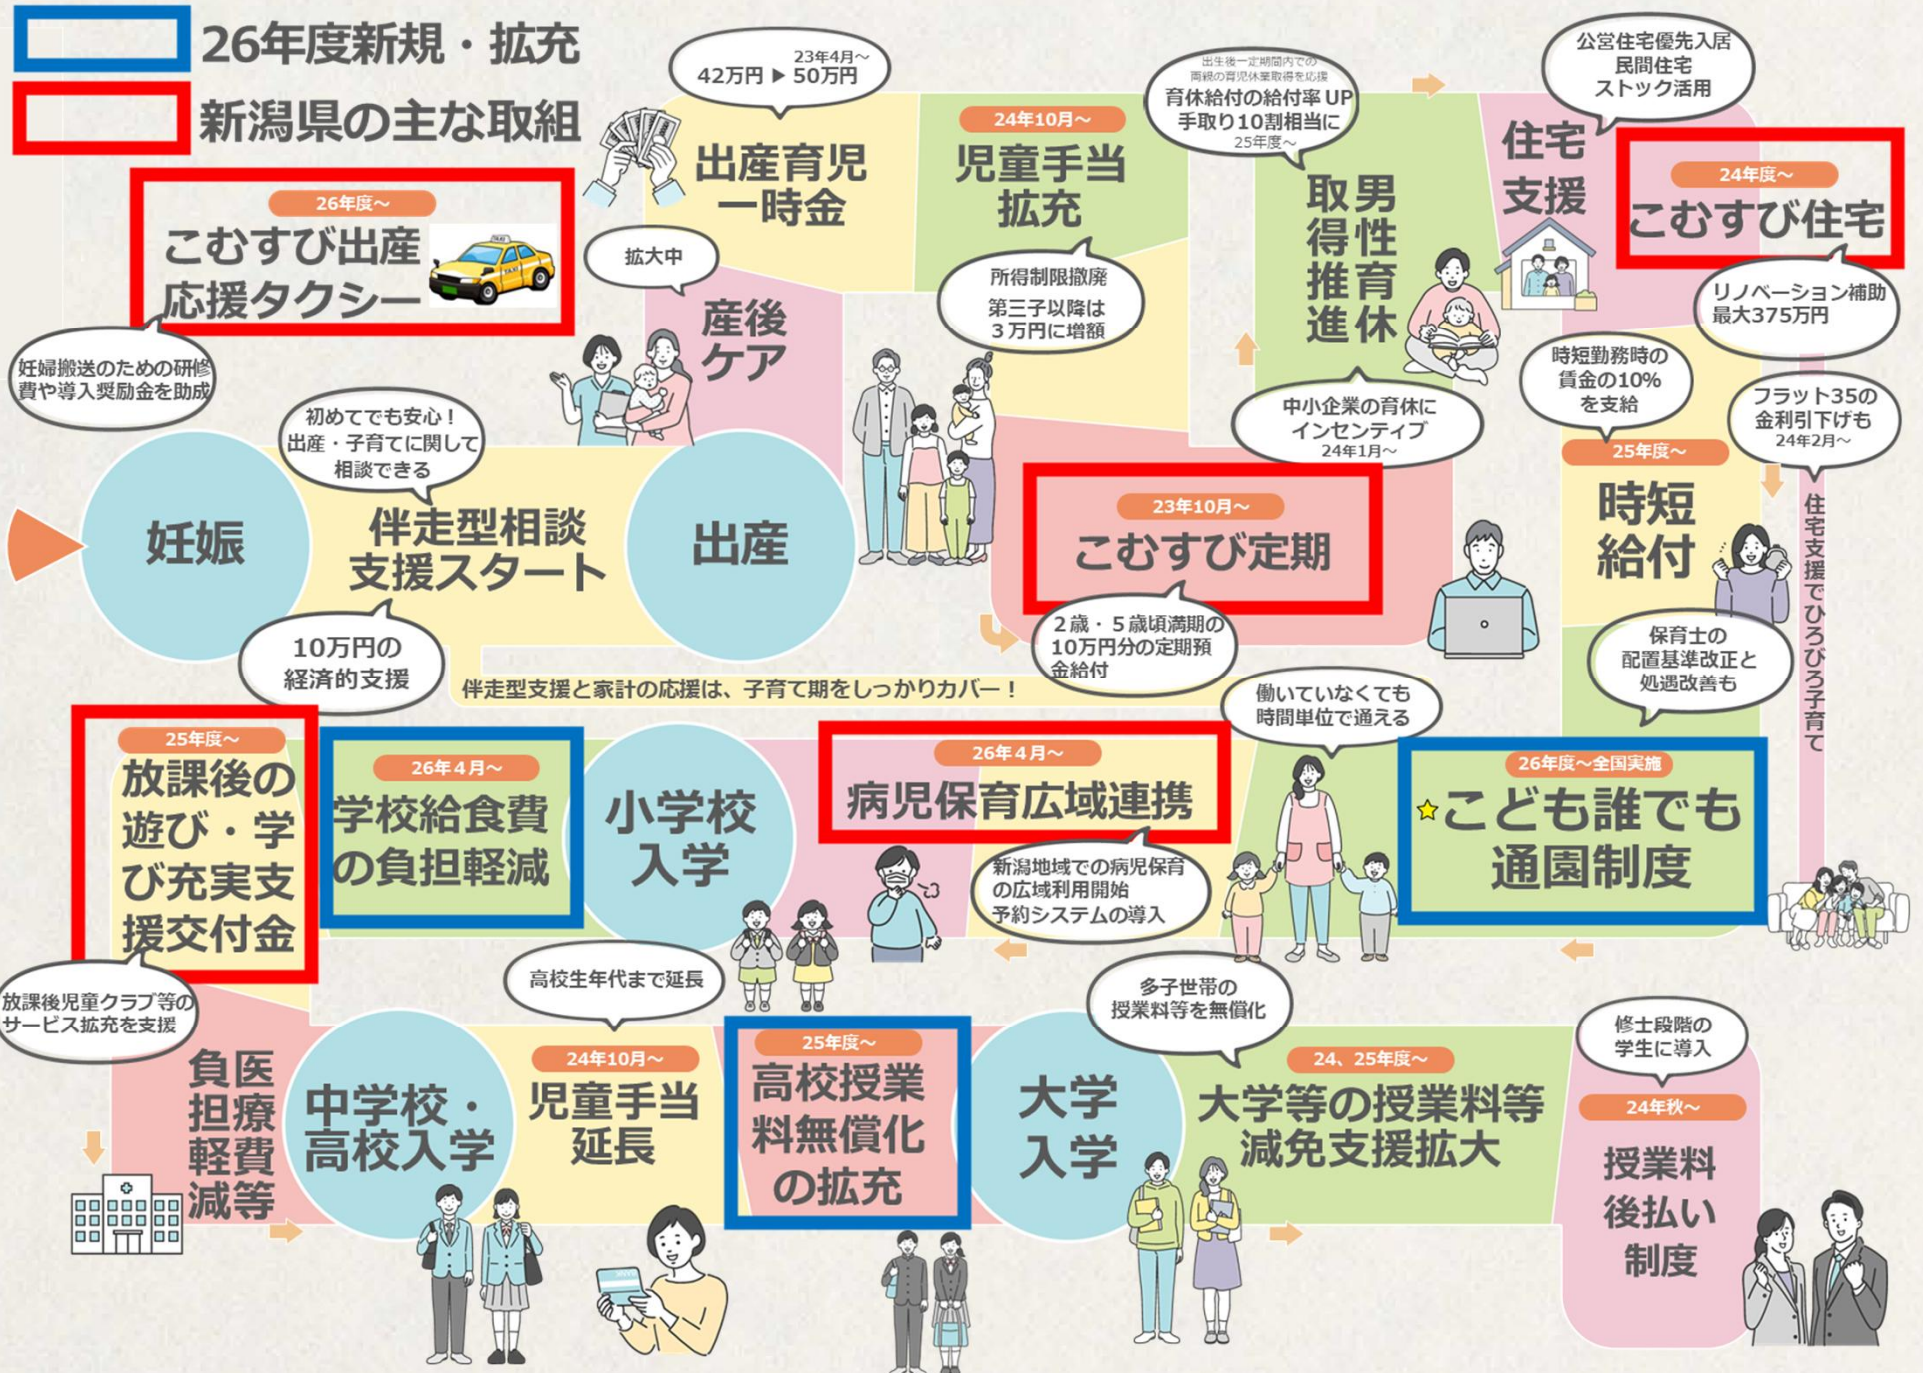 26年度新規・拡充
新潟県の主な取組
26年度～
こむすび出産
応援タクシー
TAXI
TAXI
妊婦搬送のための研修
費や導入奨励金を助成
23年4月～
42万円 ▶ 50万円
出産育児
一時金
24年10月～
児童手当
拡充
所得制限撤廃
第三子以降は
３万円に増額
拡大中
産後
ケア
出生後一定期間内での
両親の育児休業取得を応援
育休給付の給付率 UP
手取り10割相当に
25年度～
男性育休
取得推進
中小企業の育休に
インセンティブ
24年1月～
公営住宅優先入居
民間住宅
ストック活用
住宅
支援
24年度～
こむすび住宅
リノベーション補助
最大375万円
時短勤務時の
賃金の10%
を支給
フラット35の
金利引下げも
24年2月～
25年度～
時短
給付
住宅支援でひろびろ子育て
妊娠
初めてでも安心！
出産・子育てに関して
相談できる
伴走型相談
支援スタート
10万円の
経済的支援
出産
23年10月～
こむすび定期
２歳・５歳頃満期の
10万円分の定期預
金給付
伴走型支援と家計の応援は、子育て期をしっかりカバー！
保育士の
配置基準改正と
処遇改善も
働いていなくても
時間単位で通える
26年度～全国実施
こども誰でも
通園制度
26年４月～
病児保育広域連携
新潟地域での病児保育
の広域利用開始
予約システムの導入
小学校
入学
26年４月～
学校給食費
の負担軽減
25年度～
放課後の
遊び・学
び充実支
援交付金
放課後児童クラブ等の
サービス拡充を支援
医療費等
負担軽減
中学校・
高校入学
高校生年代まで延長
24年10月～
児童手当
延長
25年度～
高校授業
料無償化
の拡充
大学
入学
多子世帯の
授業料等を無償化
24、25年度～
大学等の授業料等
減免支援拡大
修士段階の
学生に導入
24年秋～
授業料
後払い
制度